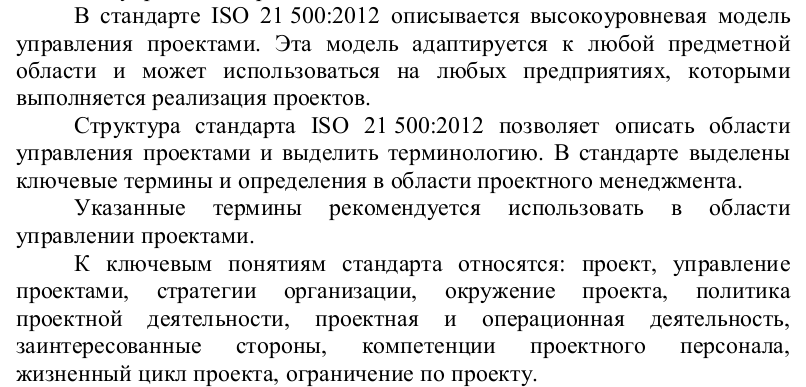 В стандарте ISO 21 500:2012 описывается высокоуровневая модель
управления проектами. Эта модель адаптируется к любой предметной
области и может использоваться на любых предприятиях, которыми
выполняется реализация проектов.
Структура стандарта ISO 21 500:2012 позволяет описать области
управления проектами и выделить терминологию. В стандарте выделены
ключевые термины и определения в области проектного менеджмента.
Указанные термины рекомендуется использовать в области
управлении проектами.
К ключевым понятиям стандарта относятся: проект, управление
проектами, стратегии организации, окружение проекта, политика
проектной деятельности, проектная и операционная деятельность,
заинтересованные стороны, компетенции проектного персонала,
жизненный цикл проекта, ограничение по проекту.